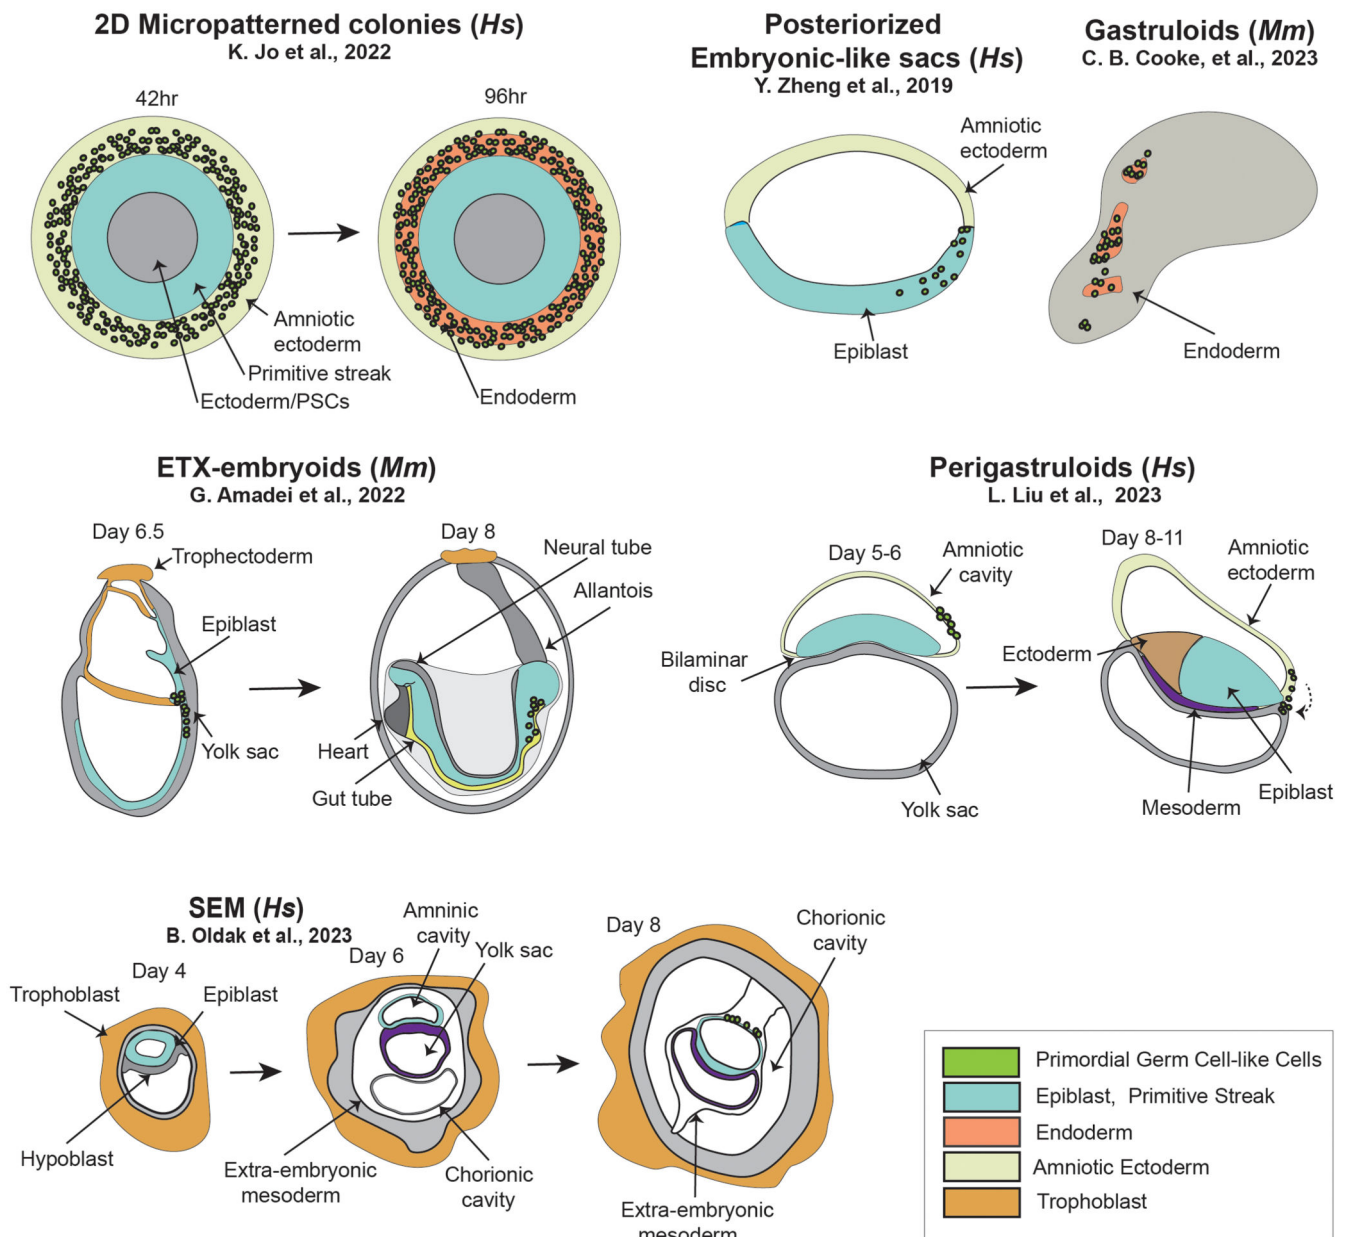 2D Micropatterned colonies (Hs)
K. Jo et al., 2022
42hr
96hr
Amniotic
ectoderm
Primitive streak
Ectoderm/PSCs
Endoderm
Posteriorized
Embryonic-like sacs (Hs)
Y. Zheng et al., 2019
Amniotic
ectoderm
Epiblast
Gastruloids (Mm)
C. B. Cooke, et al., 2023
Endoderm
ETX-embryoids (Mm)
G. Amadei et al., 2022
Day 6.5
Trophectoderm
Epiblast
Yolk sac
Day 8
Neural tube
Allantois
Heart
Gut tube
Perigastruloids (Hs)
L. Liu et al., 2023
Day 5-6
Amniotic
cavity
Bilaminar
disc
Yolk sac
Day 8-11
Amniotic
ectoderm
Ectoderm
Mesoderm
Epiblast
SEM (Hs)
B. Oldak et al., 2023
Day 4
Trophoblast
Epiblast
Hypoblast
Day 6
Amninic
cavity
Yolk sac
Extra-embryonic
mesoderm
Chorionic
cavity
Day 8
Chorionic
cavity
Extra-embryonic
mesoderm
Primordial Germ Cell-like Cells
Epiblast, Primitive Streak
Endoderm
Amniotic Ectoderm
Trophoblast